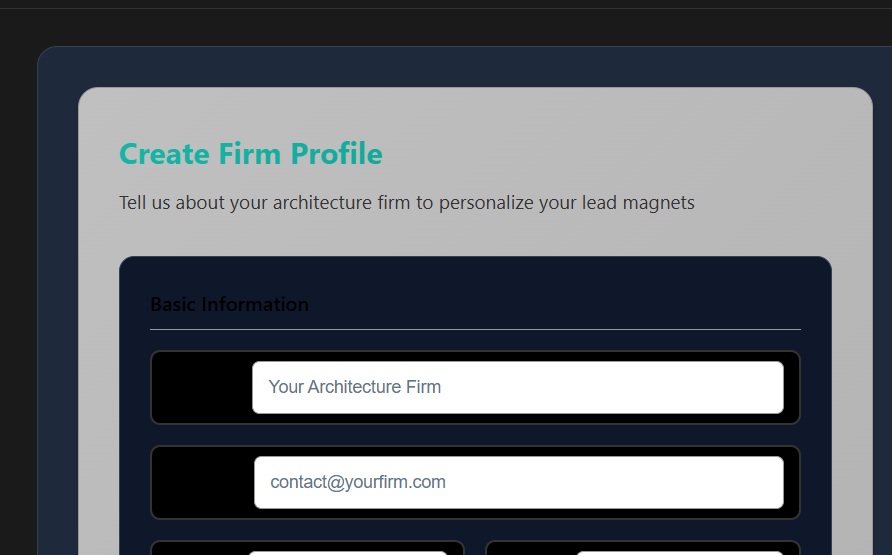 Create Firm Profile
Tell us about your architecture firm to personalize your lead magnets
Basic Information
Your Architecture Firm
contact@yourfirm.com